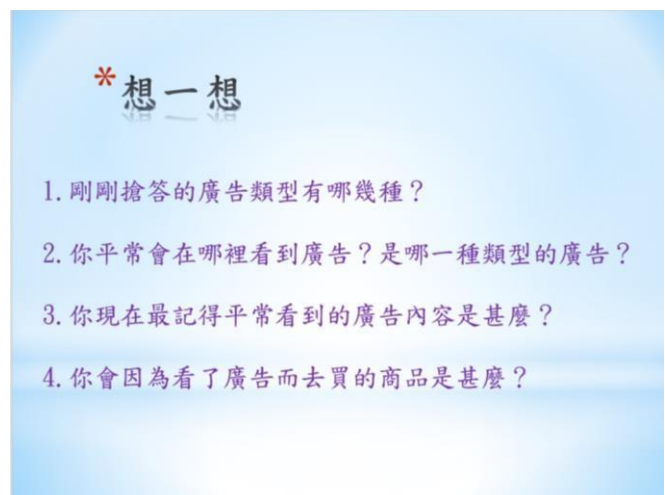 *想一想
1.剛剛搶答的廣告類型有哪幾種？
2.你平常會在哪裡看到廣告？是哪一種類型的廣告？
3.你現在最記得平常看到的廣告內容是甚麼？
4.你會因為看了廣告而去買的商品是甚麼？